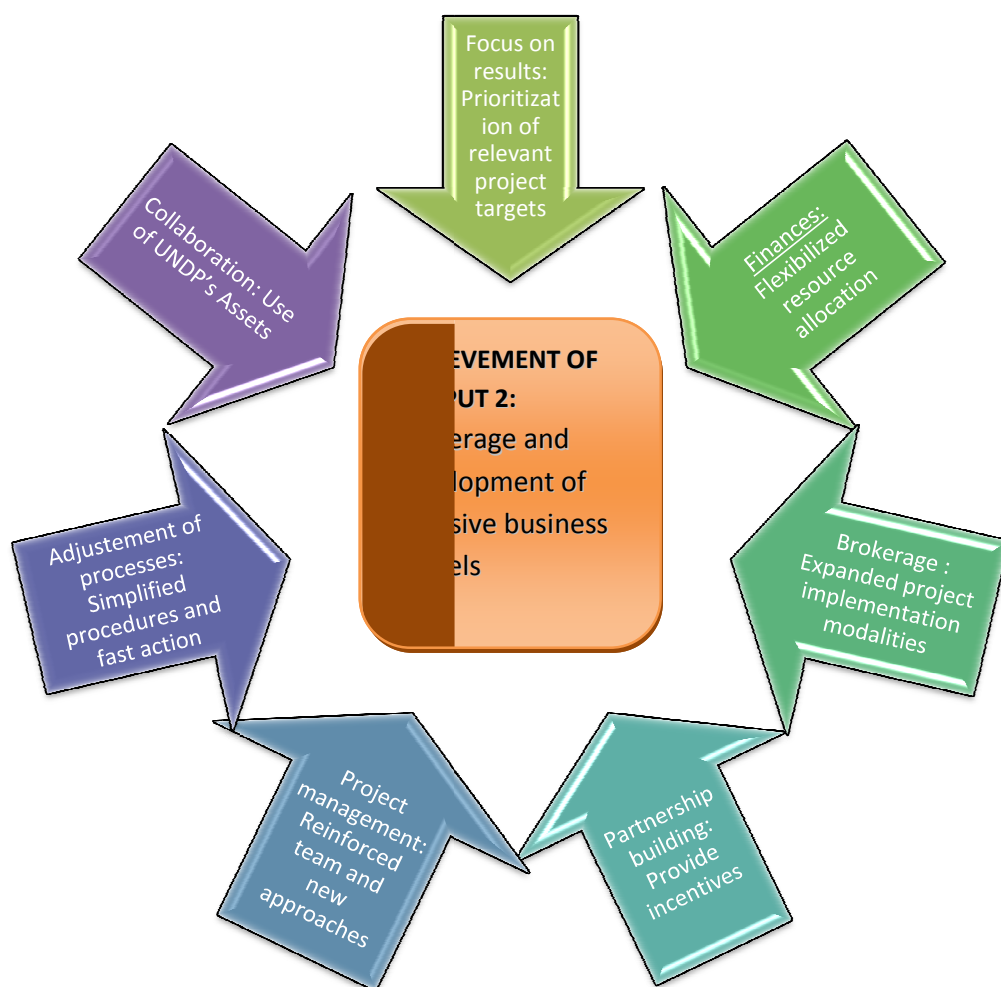 Focus on
results:
Prioritizat
ion of
relevant
project
targets
Finances:
Flexibilized
resource
allocation
Brokerage :
Expanded project
implementation
modalities
Partnership
building:
Provide
incentives
Project
management:
Reinforced
team and
new
approaches
Adjustement of
processes:
Simplified
procedures and
fast action
Collaboration: Use
of UNDP’s Assets
EVEMENT OF
PUT 2:
erage and
lopment of
sive business
els